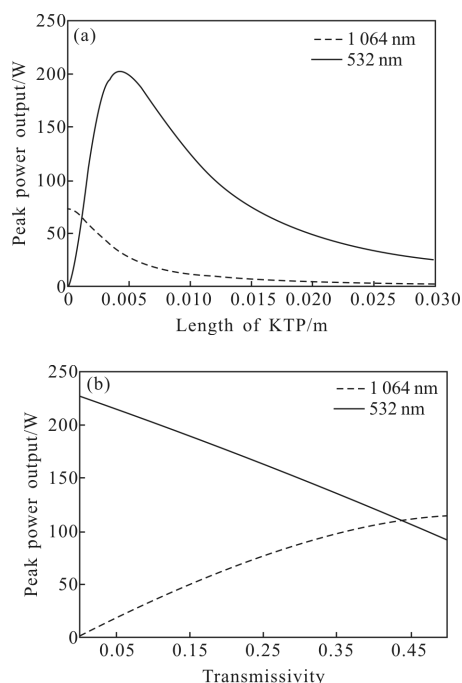 (a)
1 064 nm
532 nm
Peak power output/W
250
200
150
100
50
0
0 0.005 0.010 0.015 0.020 0.025 0.030
Length of KTP/m
(b)
1 064 nm
532 nm
Peak power output/W
250
200
150
100
50
0
0.05 0.15 0.25 0.35 0.45
Transmissivity